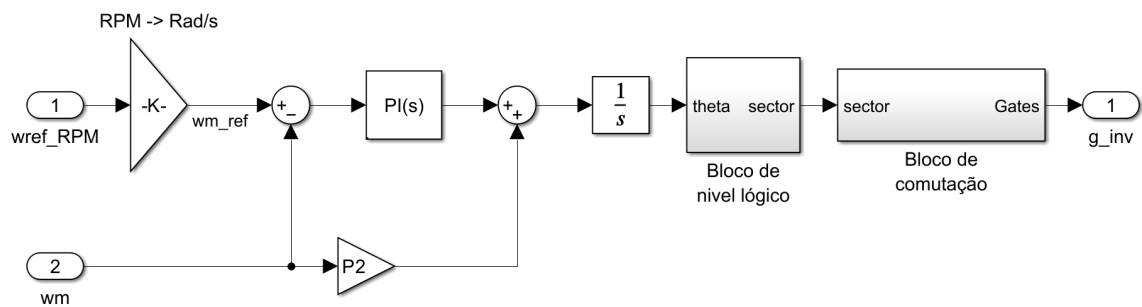 RPM -> Rad/s
1
-K-
wref_RPM
wm_ref
+
−
PI(s)
+
+
1
s
theta
sector
Bloco de
nivel lógico
sector
Gates
Bloco de
comutação
1
g_inv
2
wm
P2